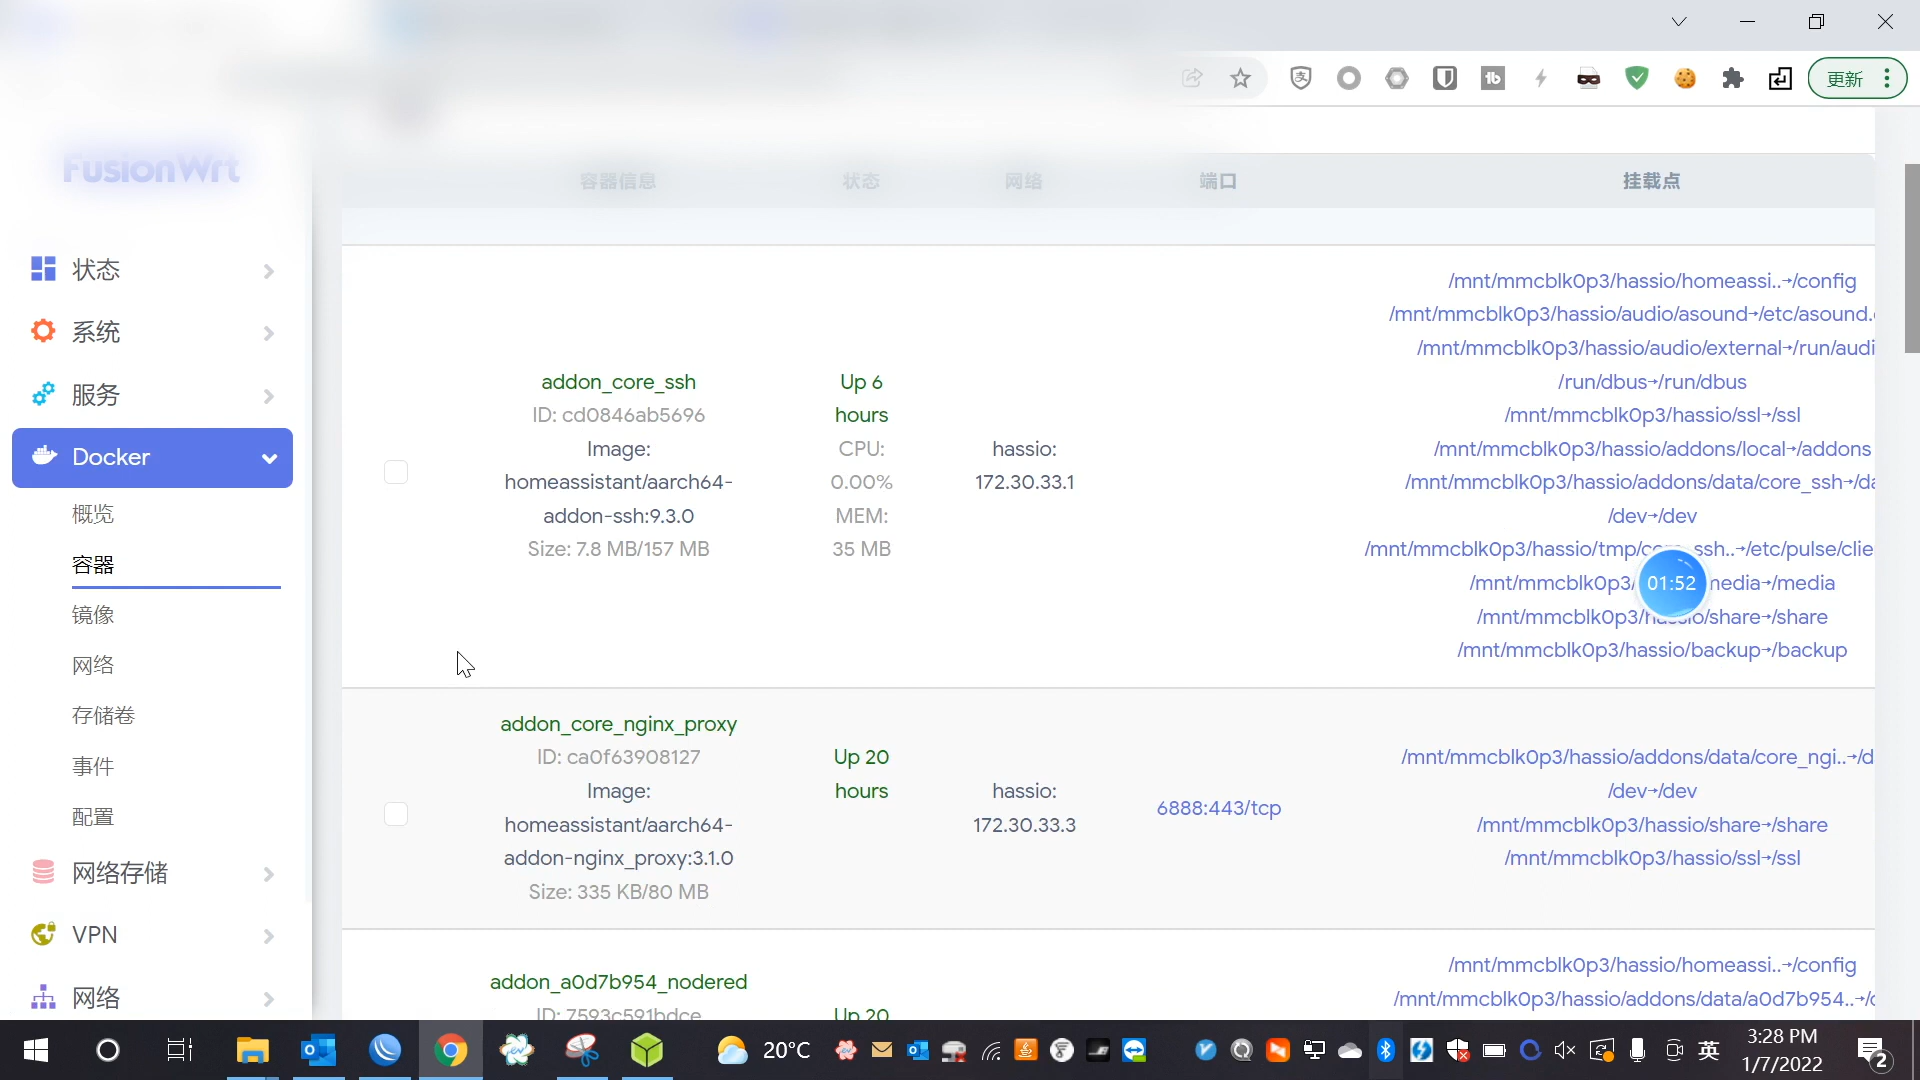 更新
FusionWrt
容器信息 状态 网络 端口 挂载点
状态
系统
服务
Docker
概览
容器
镜像
网络
存储卷
事件
配置
网络存储
VPN
网络
addon_core_ssh
ID: cd0846ab5696
Image:
homeassistant/aarch64-
addon-ssh:9.3.0
Size: 7.8 MB/157 MB
Up 6
hours
CPU:
0.00%
MEM:
35 MB
hassio:
172.30.33.1
/mnt/mmcblk0p3/hassio/homeassi..→/config
/mnt/mmcblk0p3/hassio/audio/asound→/etc/asound.
/mnt/mmcblk0p3/hassio/audio/external→/run/audi
/run/dbus→/run/dbus
/mnt/mmcblk0p3/hassio/ssl→/ssl
/mnt/mmcblk0p3/hassio/addons/local→/addons
/mnt/mmcblk0p3/hassio/addons/data/core_ssh→/da
/dev→/dev
/mnt/mmcblk0p3/hassio/tmp/core_ssh..→/etc/pulse/clie
/mnt/mmcblk0p3/ media→/media
01:52
/mnt/mmcblk0p3/hassio/share→/share
/mnt/mmcblk0p3/hassio/backup→/backup
addon_core_nginx_proxy
ID: ca0f63908127
Image:
homeassistant/aarch64-
addon-nginx_proxy:3.1.0
Size: 335 KB/80 MB
Up 20
hours
hassio:
172.30.33.3
6888:443/tcp
/mnt/mmcblk0p3/hassio/addons/data/core_ngi..→/d
/dev→/dev
/mnt/mmcblk0p3/hassio/share→/share
/mnt/mmcblk0p3/hassio/ssl→/ssl
addon_a0d7b954_nodered
ID: 7593c591bdce
Up 20
/mnt/mmcblk0p3/hassio/homeassi..→/config
/mnt/mmcblk0p3/hassio/addons/data/a0d7b954..→/d
20°C
英
3:28 PM
1/7/2022
2